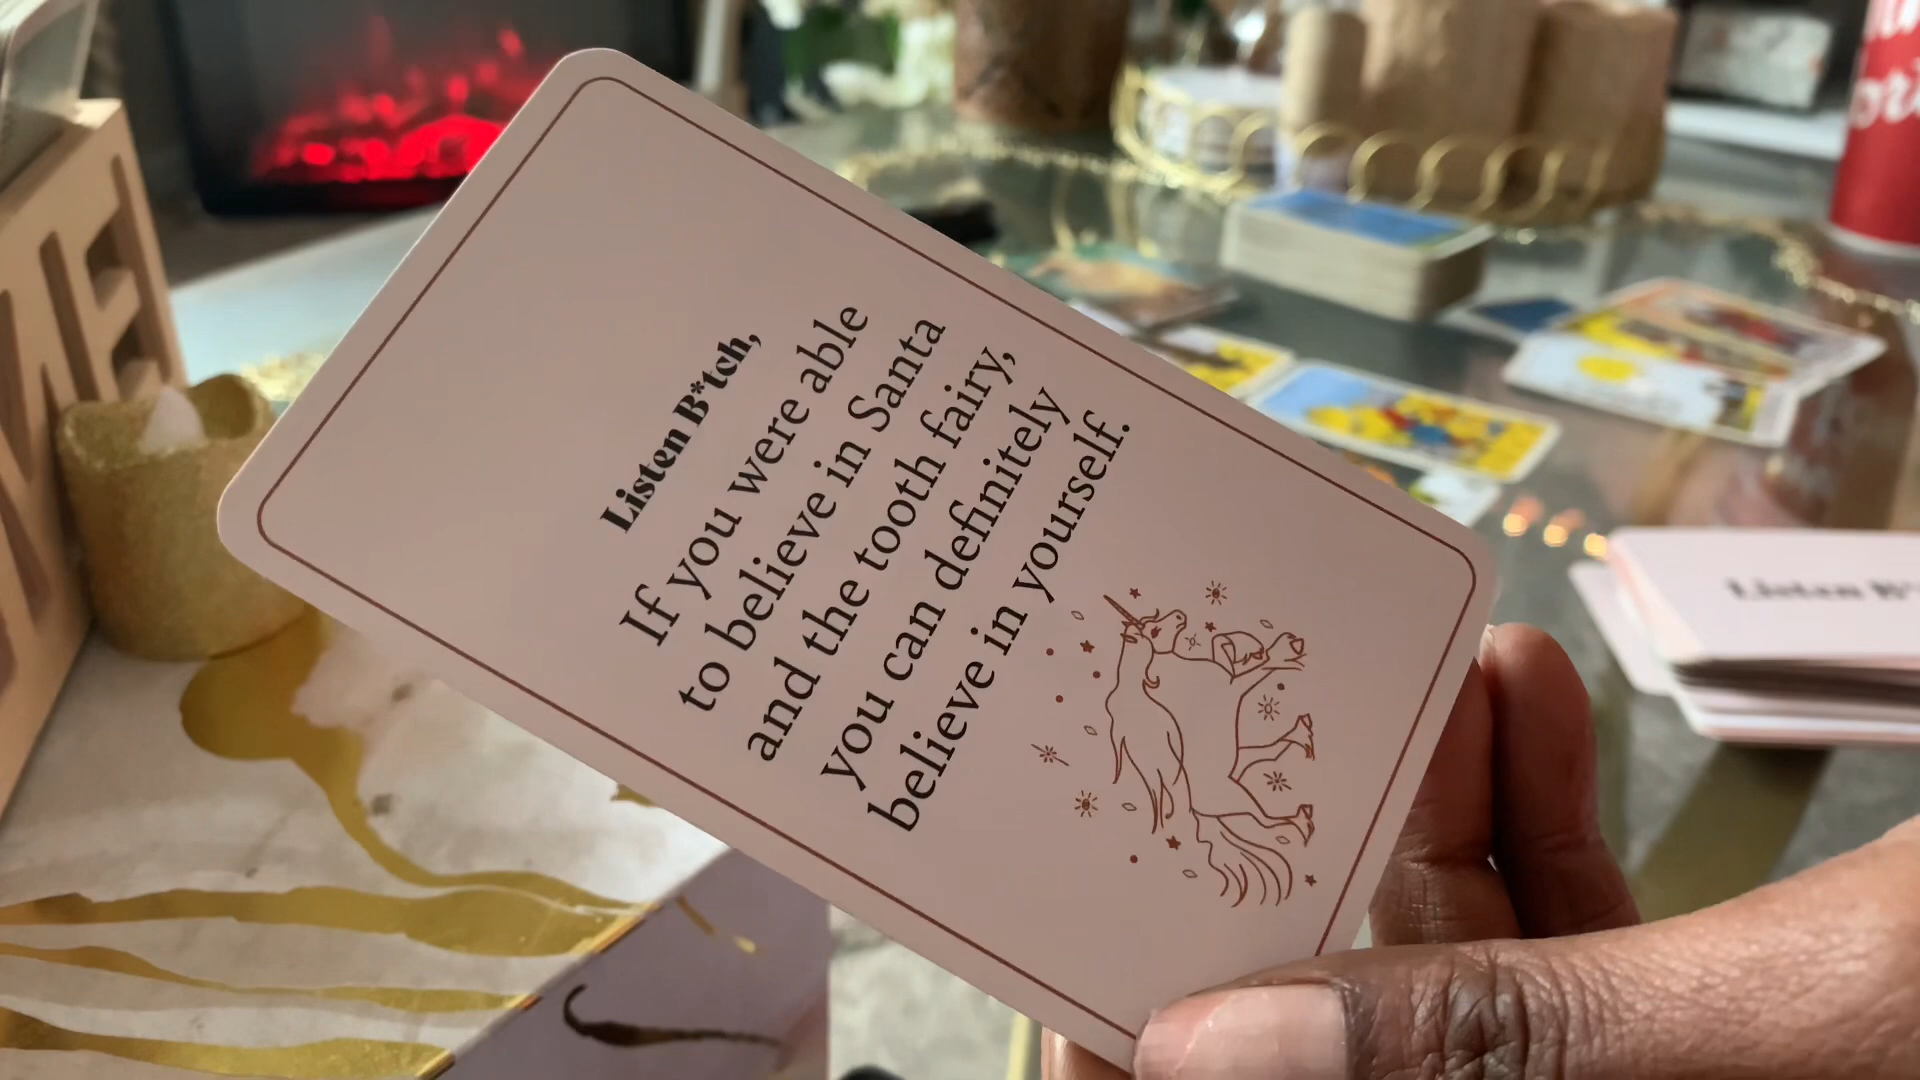 Listen B*tch,
If you were able
to believe in Santa
and the tooth fairy,
you can definitely
believe in yourself.
Listen B*